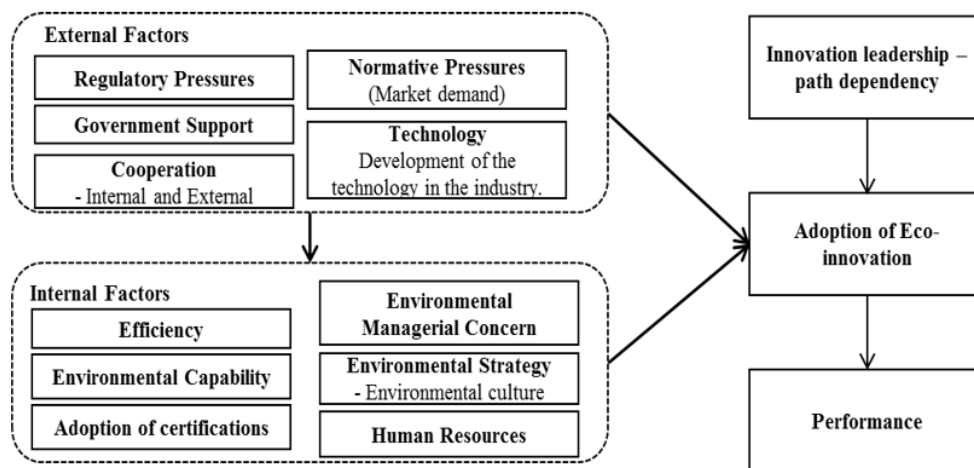 External Factors
Regulatory Pressures
Government Support
Cooperation
- Internal and External
Normative Pressures
(Market demand)
Technology
Development of the
technology in the industry.
Internal Factors
Efficiency
Environmental Capability
Adoption of certifications
Environmental
Managerial Concern
Environmental Strategy
- Environmental culture
Human Resources
Innovation leadership –
path dependency
Adoption of Eco-
innovation
Performance